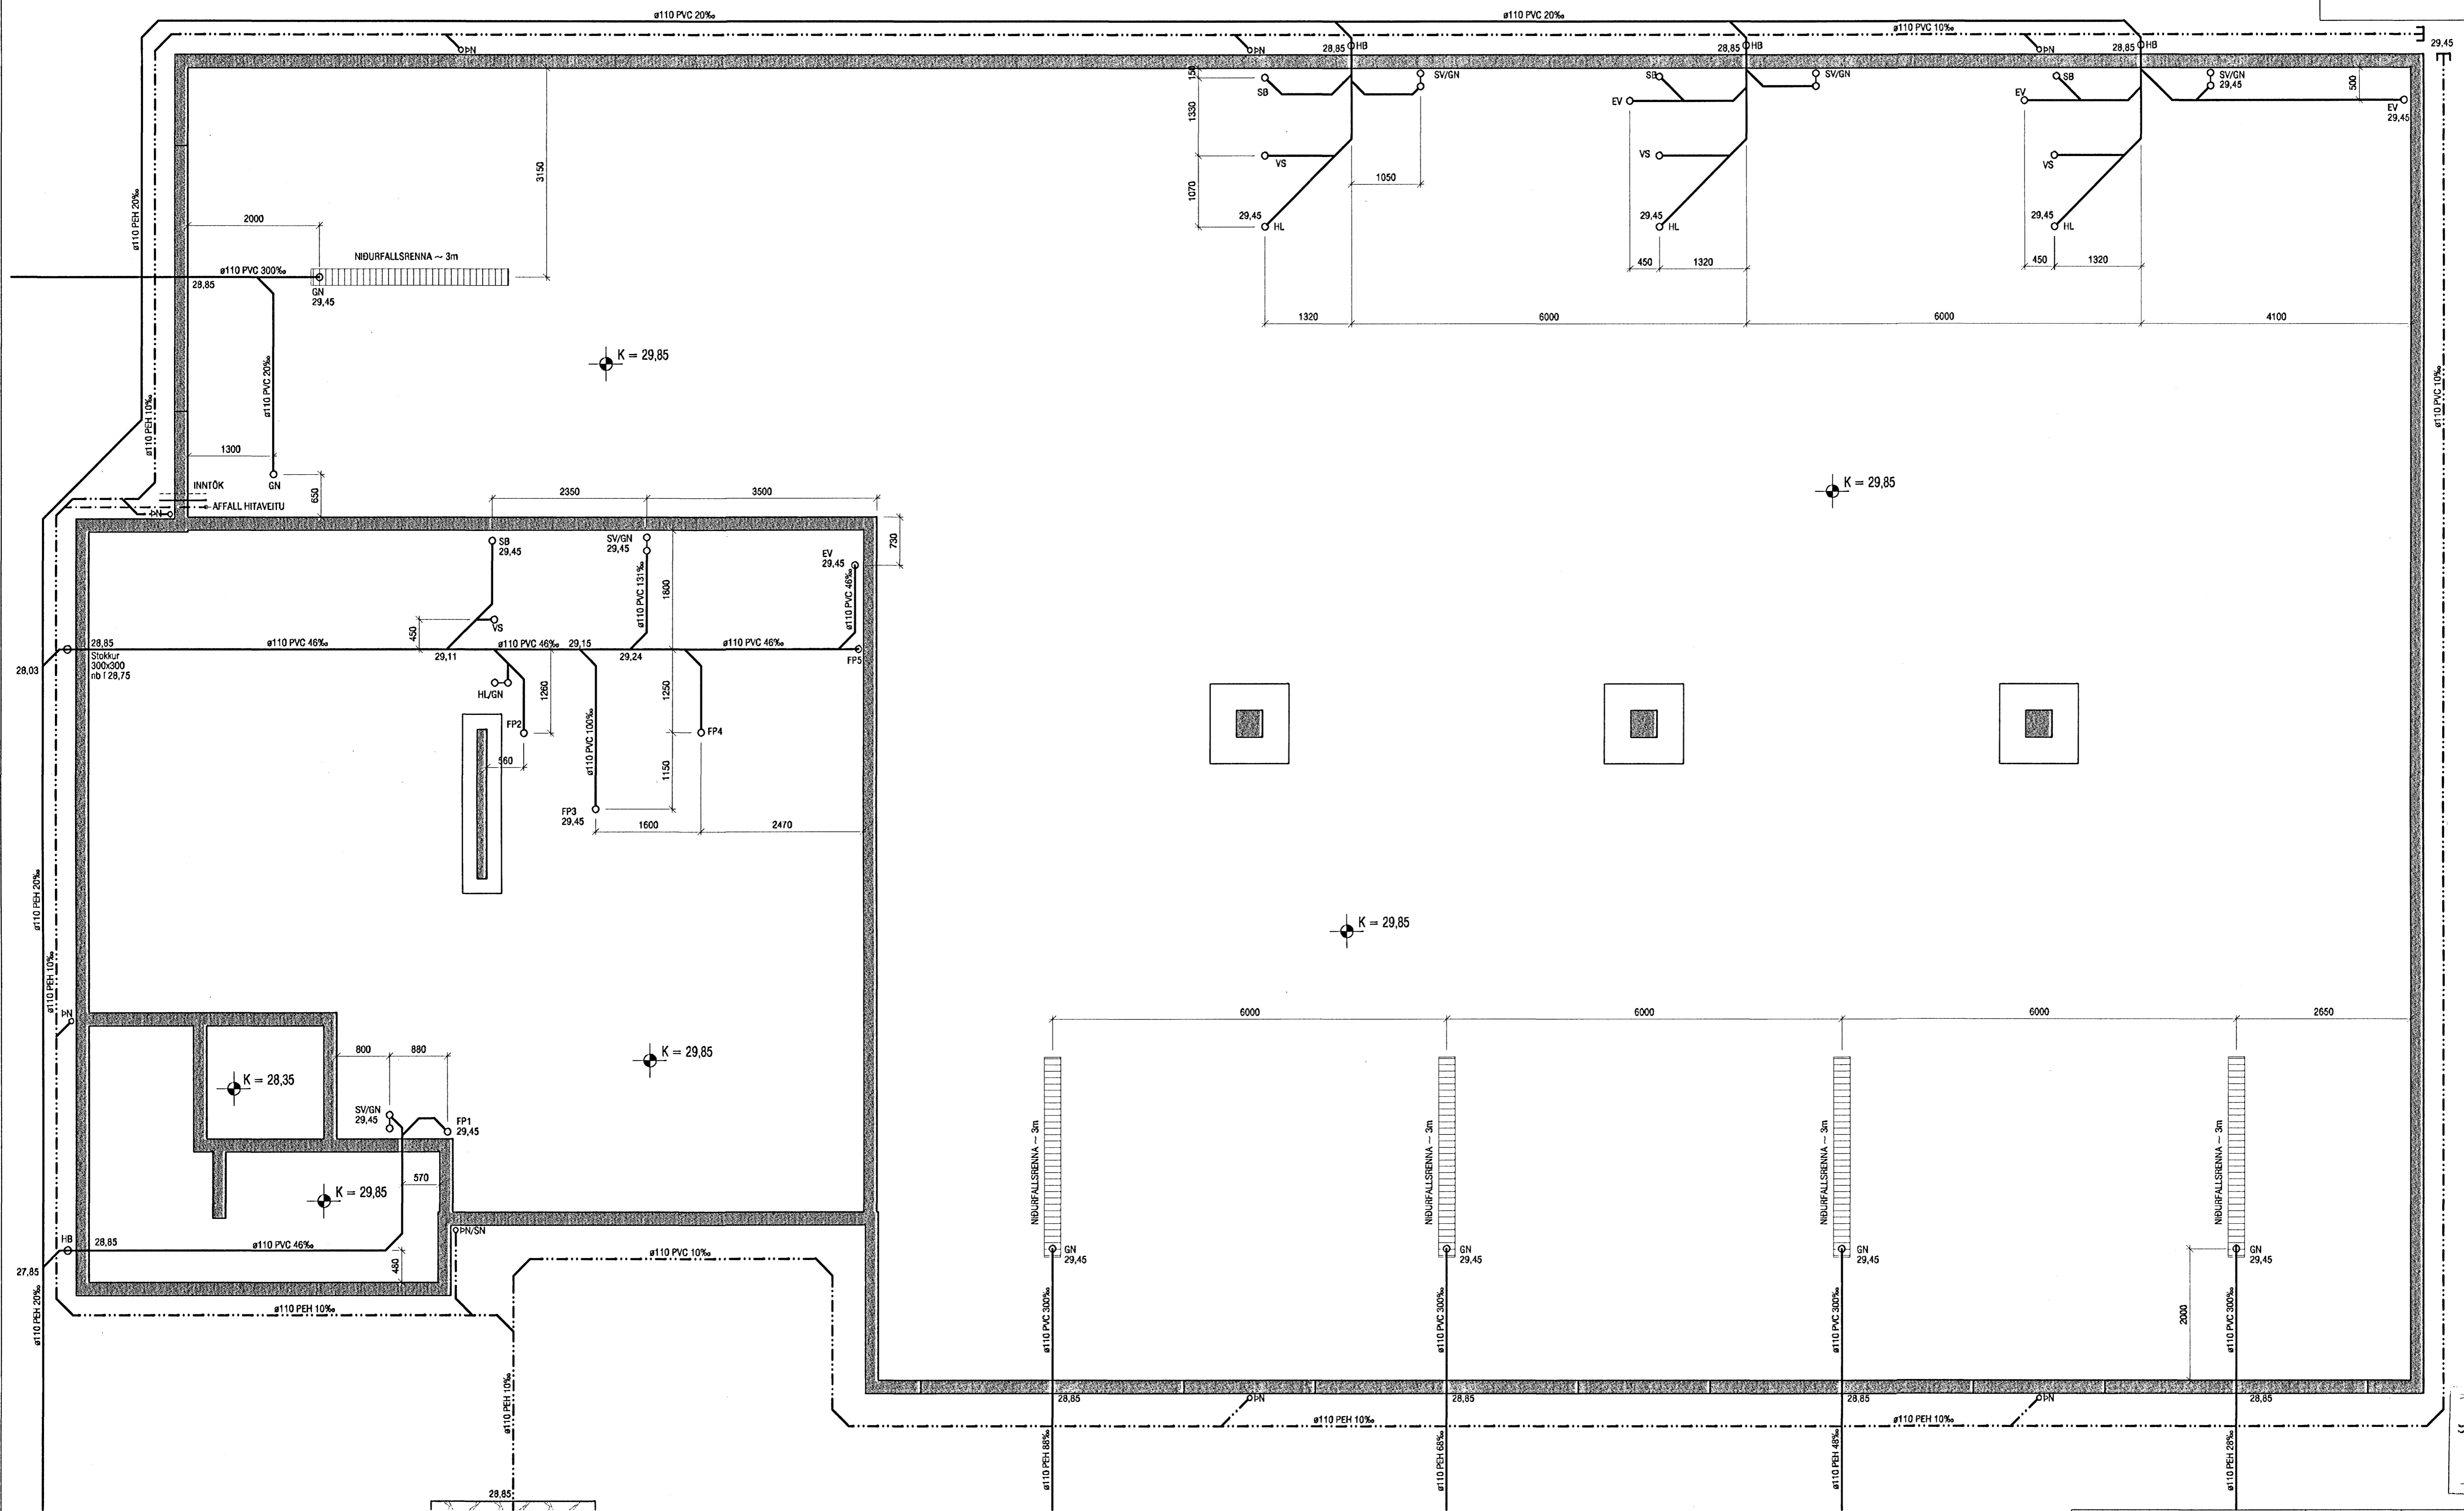 ø110 PVC 20‰
ø110 PVC 20‰
ø110 PVC 10‰
29,45
ÞN
ÞN
28,85
HB
28,85
HB
ÞN
28,85
HB
150
SB
SV/GN
SB
SV/GN
SB
SV/GN
29,45
500
1330
EV
EV
EV
29,45
VS
VS
VS
1070
1050
29,45
HL
29,45
HL
29,45
HL
450
1320
450
1320
1320
6000
6000
4100
3150
2000
NIÐURFALLSRENNA ~ 3m
ø110 PVC 300‰
28,85
GN
29,45
ø110 PEH 20‰
ø110 PEH 10‰
ø110 PVC 20‰
K = 29,85
ø110 PVC 10‰
1300
GN
650
INNTÖK
AFFALL HITAVEITU
ÞN
2350
3500
K = 29,85
730
SB
29,45
SV/GN
29,45
EV
29,45
ø110 PVC 131‰
1800
ø110 PVC 46‰
450
VS
28,85
Stokkur
300x300
nb í 28,75
ø110 PVC 46‰
29,11
ø110 PVC 46‰
29,15
29,24
ø110 PVC 46‰
FP5
28,03
HL/GN
1260
1250
FP2
FP4
560
ø110 PVC 100‰
1150
FP3
29,45
1600
2470
ø110 PEH 20‰
ø110 PEH 10‰
K = 29,85
ÞN
6000
6000
6000
2650
800
880
K = 29,85
K = 28,35
SV/GN
29,45
FP1
29,45
570
K = 29,85
ÞN/SN
HB
28,85
ø110 PVC 46‰
480
27,85
ø110 PEH 20‰
ø110 PEH 10‰
ø110 PVC 10‰
ø110 PEH 10‰
28,85
NIÐURFALLSRENNA ~ 3m
NIÐURFALLSRENNA ~ 3m
NIÐURFALLSRENNA ~ 3m
NIÐURFALLSRENNA ~ 3m
GN
29,45
GN
29,45
GN
29,45
GN
29,45
ø110 PVC 300‰
ø110 PVC 300‰
ø110 PVC 300‰
2000
ø110 PVC 300‰
28,85
ÞN
28,85
28,85
ÞN
28,85
ø110 PEH 10‰
ø110 PEH 10‰
ø110 PEH 88‰
ø110 PEH 68‰
ø110 PEH 48‰
ø110 PEH 28‰